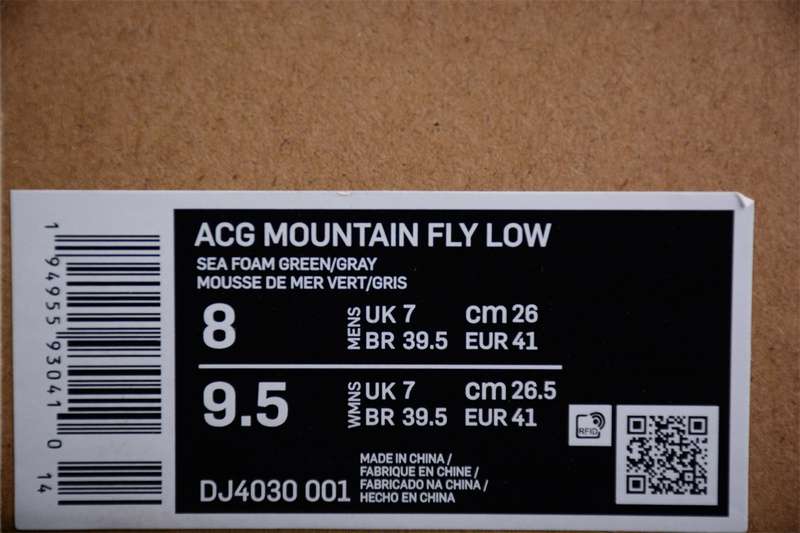 ACG MOUNTAIN FLY LOW
SEA FOAM GREEN/GRAY
MOUSSE DE MER VERT/GRIS
8 MENS UK 7 cm 26
BR 39.5 EUR 41
9.5 WMNS UK 7 cm 26.5
BR 39.5 EUR 41
RFID
MADE IN CHINA /
FABRIQUE EN CHINE /
FABRICADO NA CHINA /
HECHO EN CHINA
DJ4030 001
1 94955 93041 0 14